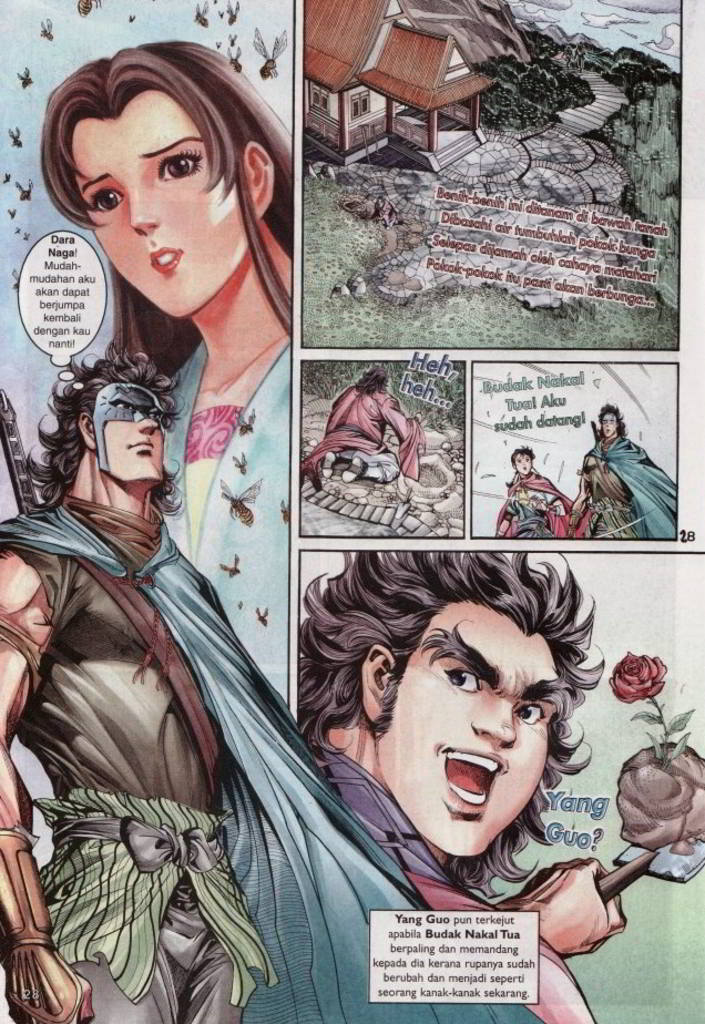 Dara
Naga!
Mudah-
mudahan aku
akan dapat
berjumpa
kembali
dengan kau
nanti!
Benih-benih ini ditanam di bawah tanah
Dibasahi air tumbuhlah pokok bunga
Selepas dijamah oleh cahaya matahari
Pokok-pokok itu pasti akan berbunga...
Heh,
heh...
Budak Nakal
Tua! Aku
sudah datang!
28
Yang
Guo?
Yang Guo pun terkejut
apabila Budak Nakal Tua
berpaling dan memandang
kepada dia kerana rupanya sudah
berubah dan menjadi seperti
seorang kanak-kanak sekarang.
28